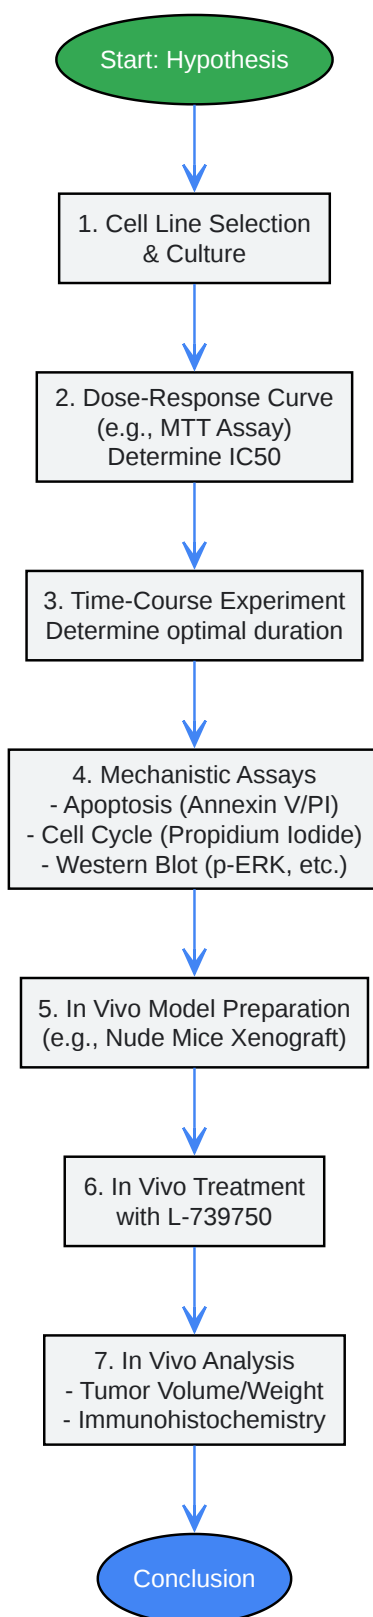 Start: Hypothesis
1. Cell Line Selection
& Culture
2. Dose-Response Curve
(e.g., MTT Assay)
Determine IC50
3. Time-Course Experiment
Determine optimal duration
4. Mechanistic Assays
- Apoptosis (Annexin V/PI)
- Cell Cycle (Propidium Iodide)
- Western Blot (p-ERK, etc.)
5. In Vivo Model Preparation
(e.g., Nude Mice Xenograft)
6. In Vivo Treatment
with L-739750
7. In Vivo Analysis
- Tumor Volume/Weight
- Immunohistochemistry
Conclusion